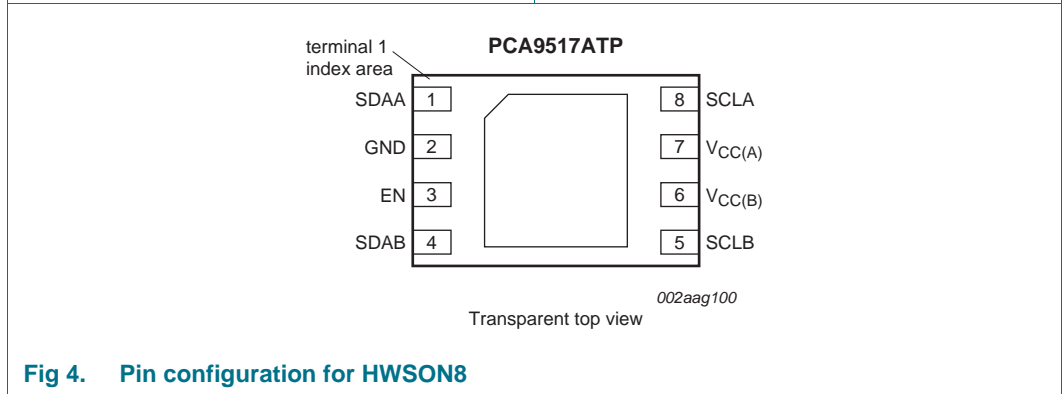 PCA9517ATP
terminal 1
index area
SDAA 1 8 SCLA
GND 2 7 VCC(A)
EN 3 6 VCC(B)
SDAB 4 5 SCLB
002aag100
Transparent top view
Fig 4. Pin configuration for HWSON8